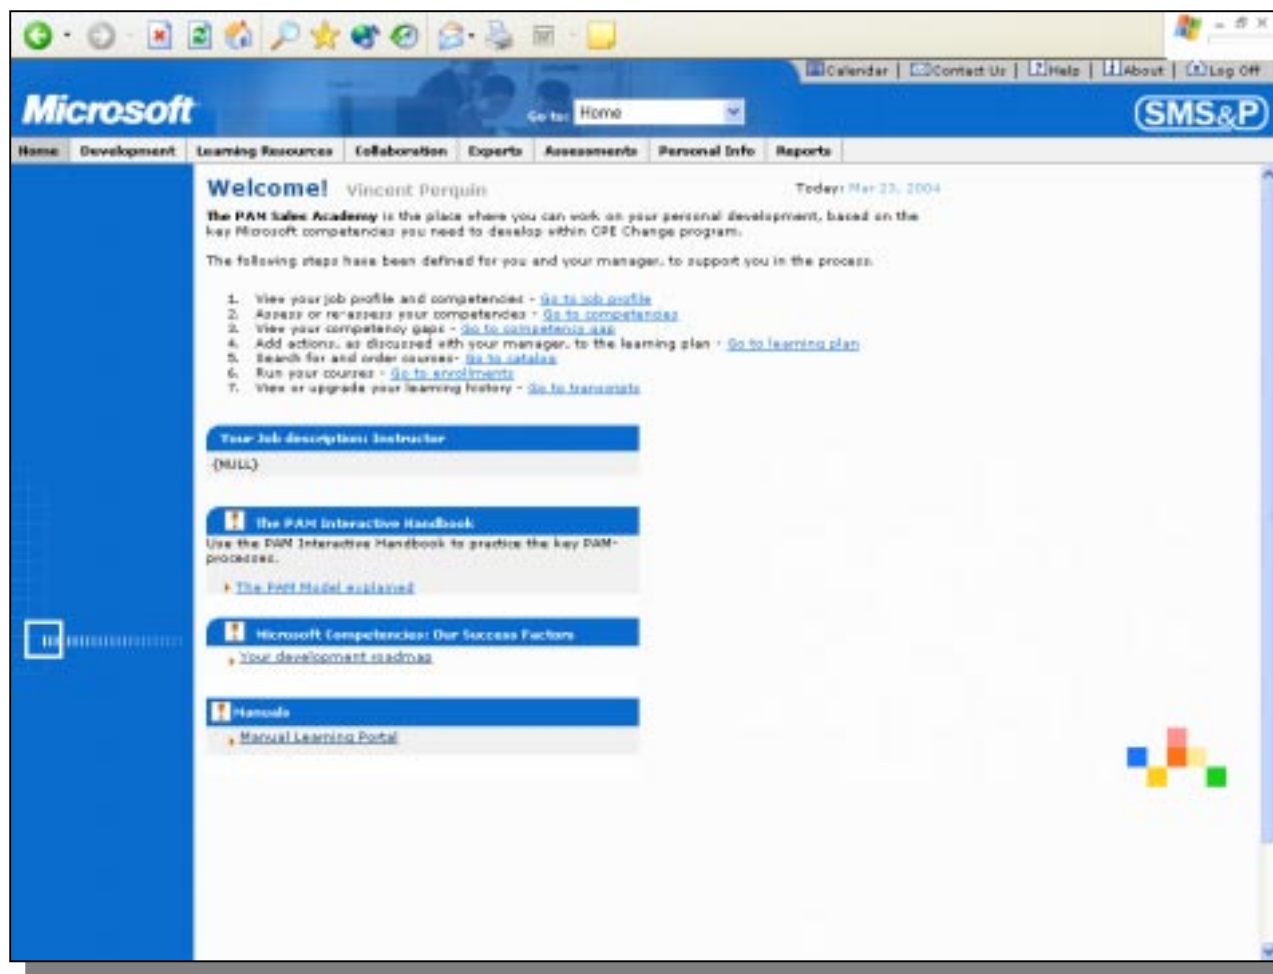 Calendar | Contact Us | Help | About | Log Off
Microsoft
Go to: Home
SMS&P
Home Development Learning Resources Collaboration Experts Assessments Personal Info Reports
Welcome! Vincent Perquin
Today: Mar 23, 2004
The PAM Sales Academy is the place where you can work on your personal development, based on the
key Microsoft competencies you need to develop within CPE Change program.
The following steps have been defined for you and your manager, to support you in the process.
1. View your job profile and competencies - Go to job profile
2. Assess or re-assess your competencies - Go to competencies
3. View your competency gaps - Go to competency gap
4. Add actions, as discussed with your manager, to the learning plan - Go to learning plan
5. Search for and order courses- Go to catalog
6. Run your courses - Go to enrollments
7. View or upgrade your learning history - Go to transcripts
Your Job description: Instructor
(NULL)
The PAM Interactive Handbook
Use the PAM Interactive Handbook to practice the key PAM-
processes.
The PAM Model explained
Microsoft Competencies: Our Success Factors
Your development roadmap
Manuals
Manual Learning Portal